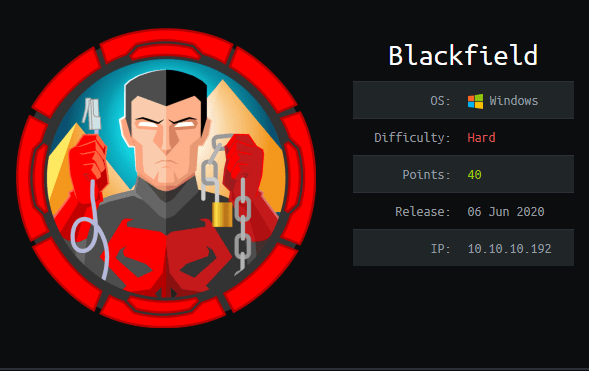 Blackfield
OS: Windows
Difficulty: Hard
Points: 40
Release: 06 Jun 2020
IP: 10.10.10.192